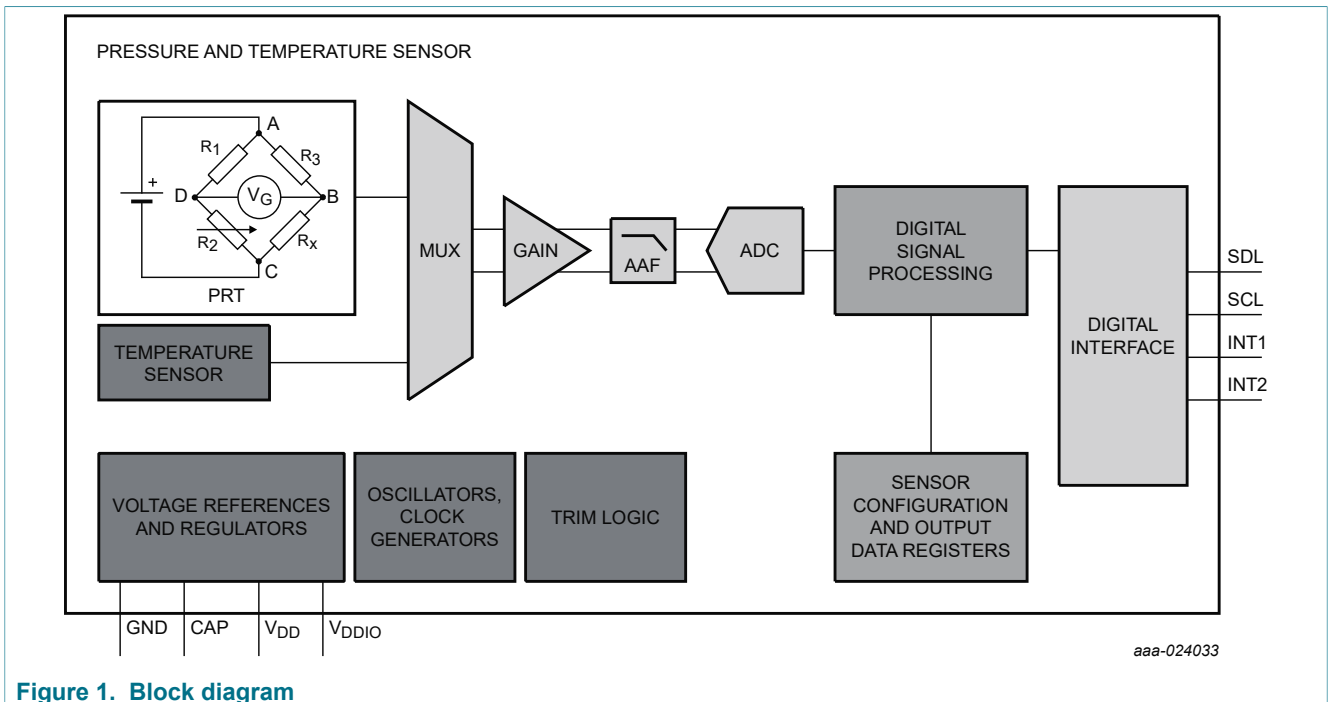 PRESSURE AND TEMPERATURE SENSOR
A
R1
R3
+
D
VG
B
R2
Rx
C
PRT
MUX
GAIN
AAF
ADC
DIGITAL
SIGNAL
PROCESSING
DIGITAL
INTERFACE
SDL
SCL
INT1
INT2
TEMPERATURE
SENSOR
VOLTAGE REFERENCES
AND REGULATORS
OSCILLATORS,
CLOCK
GENERATORS
TRIM LOGIC
SENSOR
CONFIGURATION
AND OUTPUT
DATA REGISTERS
GND
CAP
VDD
VDDIO
aaa-024033
Figure 1. Block diagram